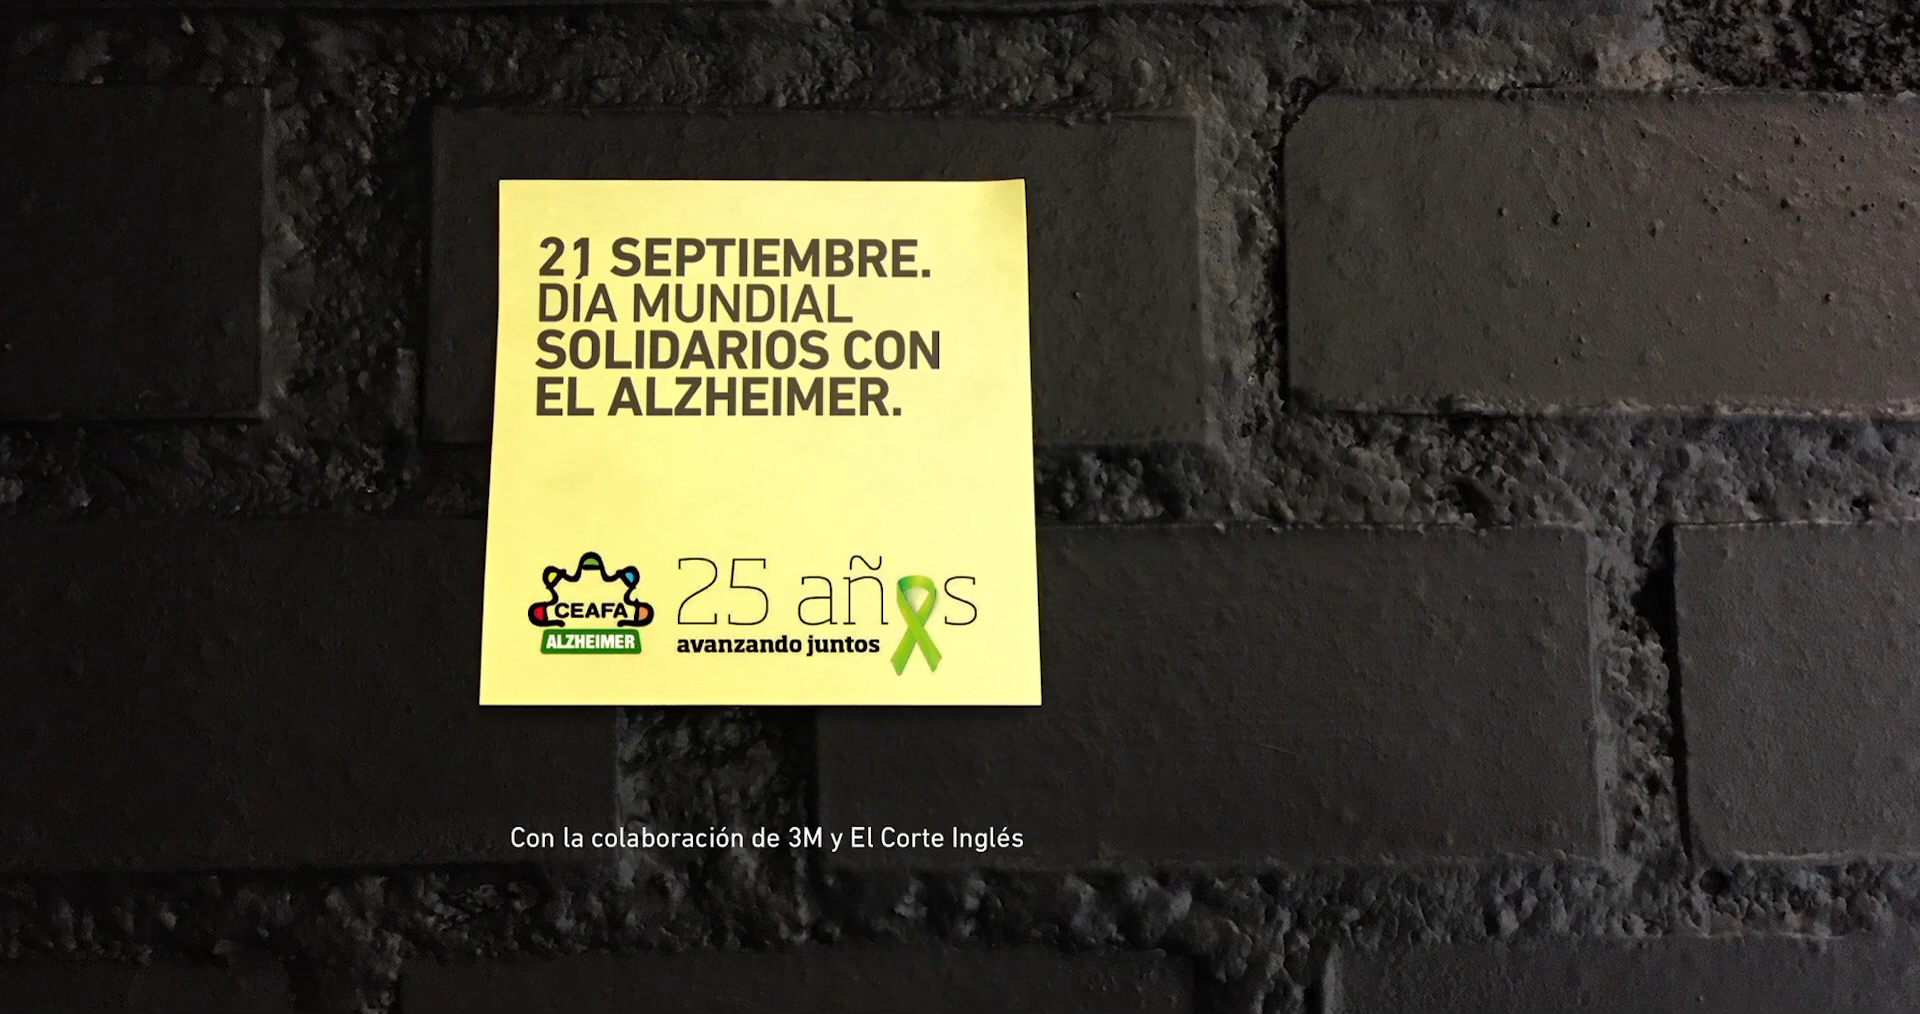 21 SEPTIEMBRE.
DÍA MUNDIAL
SOLIDARIOS CON
EL ALZHEIMER.
CEAFA
ALZHEIMER
25 años
avanzando juntos
Con la colaboración de 3M y El Corte Inglés